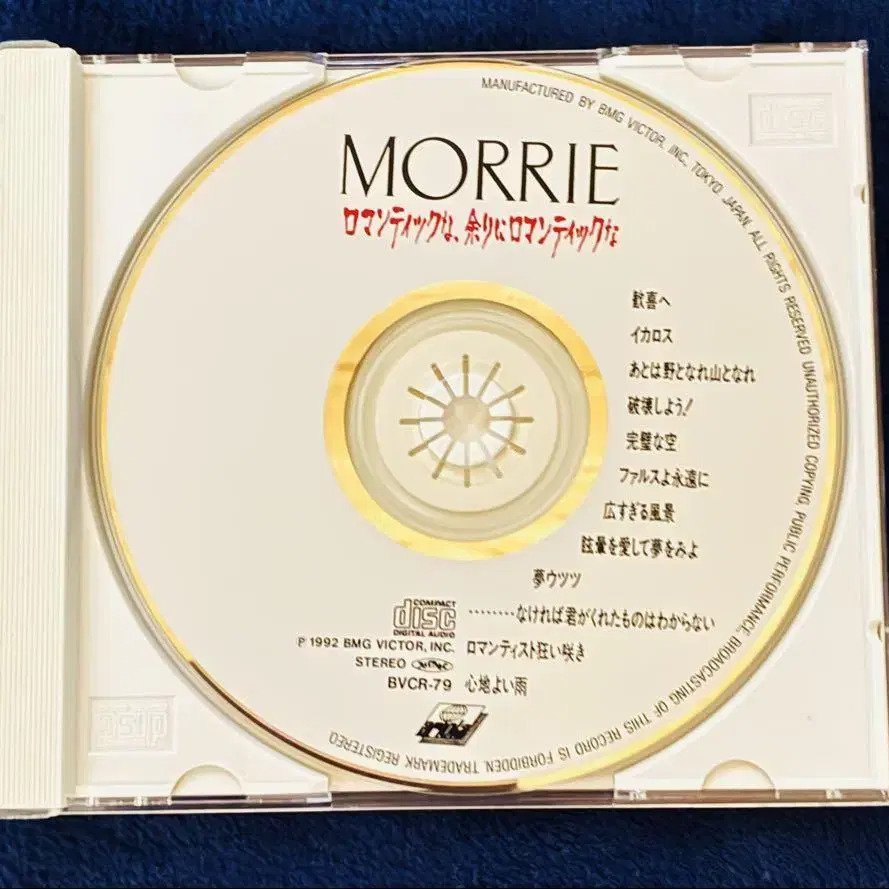 MORRIE
ロマンティックな、余りにロマンティックな
歓喜へ
イカロス
あとは野となれ山となれ
破壊しよう!
完璧な空
ファルスよ永遠に
広すぎる風景
眩暈を愛して夢をみよ
夢ウツツ
‥‥‥‥なければ君がくれたものはわからない
ロマンティスト狂い咲き
心地よい雨
COMPACT
disc
DIGITAL AUDIO
℗ 1992 BMG VICTOR, INC.
STEREO
BVCR-79
MANUFACTURED BY BMG VICTOR, INC., TOKYO, JAPAN. ALL RIGHTS RESERVED UNAUTHORIZED COPYING, PUBLIC PERFORMANCE, BROADCASTING OF THIS RECORD IS FORBIDDEN. TRADEMARK REGISTERED
disc
disc